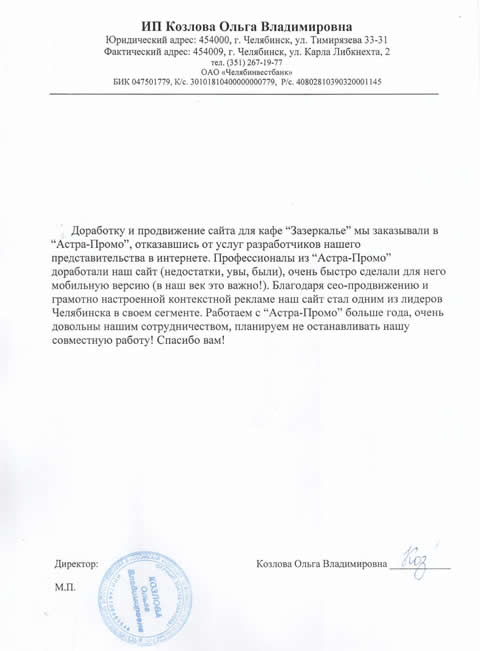 ИП Козлова Ольга Владимировна
Юридический адрес: 454000, г. Челябинск, ул. Тимирязева 33-31
Фактический адрес: 454009, г. Челябинск, ул. Карла Либкнехта, 2
тел. (351) 267-19-77
ОАО «Челябинвестбанк»
БИК 047501779, К/с. 30101810400000000779, Р/с. 40802810390320001145
Доработку и продвижение сайта для кафе “Зазеркалье” мы заказывали в
“Астра-Промо”, отказавшись от услуг разработчиков нашего
представительства в интернете. Профессионалы из “Астра-Промо”
доработали наш сайт (недостатки, увы, были), очень быстро сделали для него
мобильную версию (в наш век это важно!). Благодаря сео-продвижению и
грамотно настроенной контекстной рекламе наш сайт стал одним из лидеров
Челябинска в своем сегменте. Работаем с “Астра-Промо” больше года, очень
довольны нашим сотрудничеством, планируем не останавливать нашу
совместную работу! Спасибо вам!
Директор:
Козлова Ольга Владимировна
Коз
М.П.
КОЗЛОВА
Ольга
Владимировна